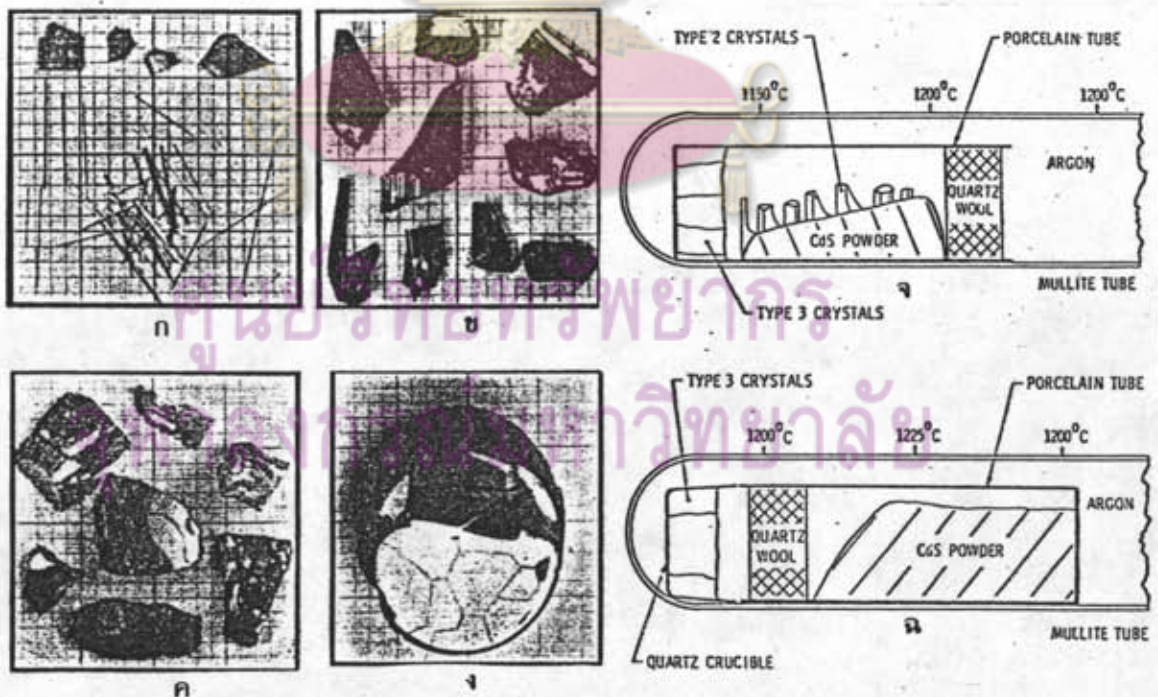 ก
ข
TYPE 2 CRYSTALS
PORCELAIN TUBE
1150°C
1200°C
1200°C
ARGON
QUARTZ
WOOL
CdS POWDER
MULLITE TUBE
TYPE 3 CRYSTALS
จ
ศูนย์วิทยทรัพยากร
จุฬาลงกรณ์มหาวิทยาลัย
ค
ง
TYPE 3 CRYSTALS
PORCELAIN TUBE
1200°C
1225°C
1200°C
ARGON
QUARTZ
WOOL
CdS POWDER
MULLITE TUBE
QUARTZ CRUCIBLE
ฉ